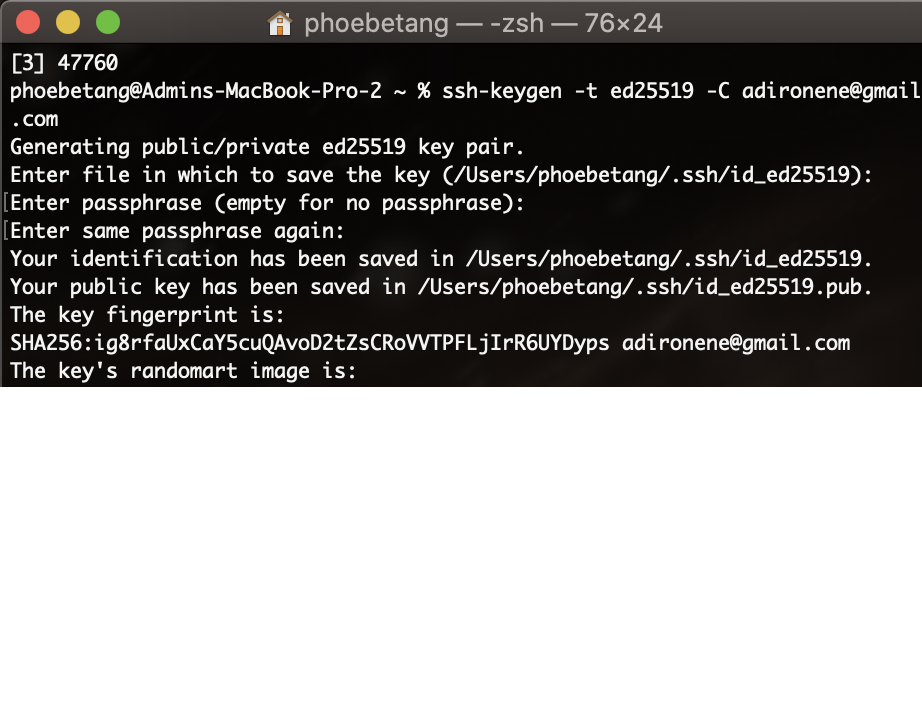 phoebetang — -zsh — 76×24
[3] 47760
phoebetang@Admins-MacBook-Pro-2 ~ % ssh-keygen -t ed25519 -C adironene@gmail
.com
Generating public/private ed25519 key pair.
Enter file in which to save the key (/Users/phoebetang/.ssh/id_ed25519):
[Enter passphrase (empty for no passphrase):
[Enter same passphrase again:
Your identification has been saved in /Users/phoebetang/.ssh/id_ed25519.
Your public key has been saved in /Users/phoebetang/.ssh/id_ed25519.pub.
The key fingerprint is:
SHA256:ig8rfaUxCaY5cuQAvoD2tZsCRoVVTPFLjIrR6UYDyps adironene@gmail.com
The key's randomart image is: